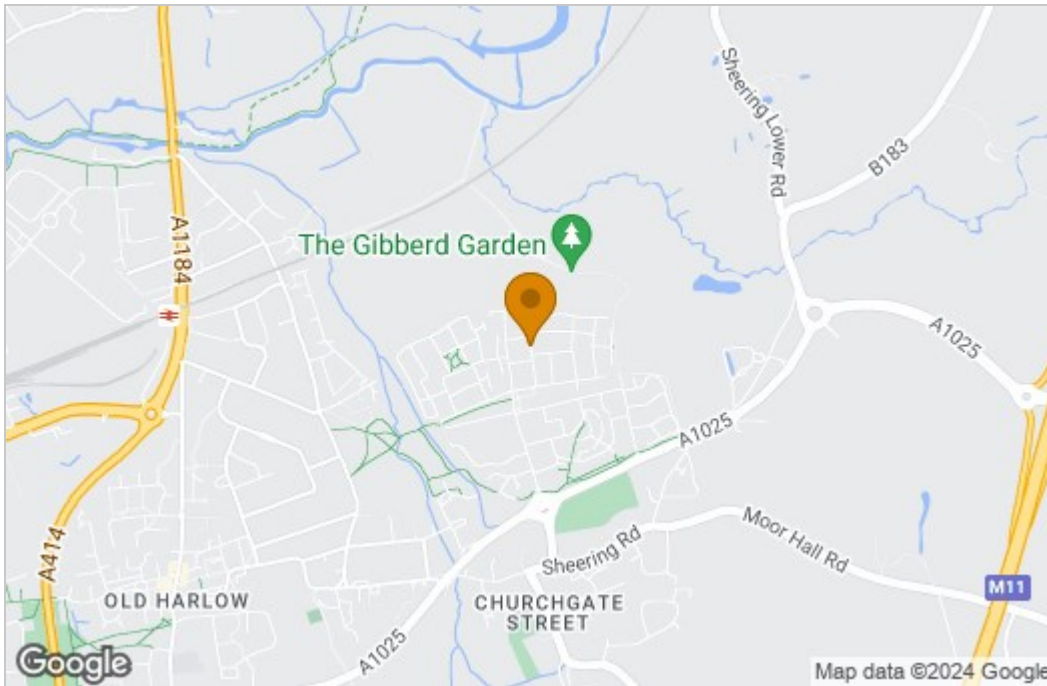 Sheering Lower Rd
B183
A1184
The Gibberd Garden
A1025
A1025
A414
Sheering Rd
Moor Hall Rd
M11
OLD HARLOW
CHURCHGATE
STREET
A1025
Google
Map data ©2024 Google